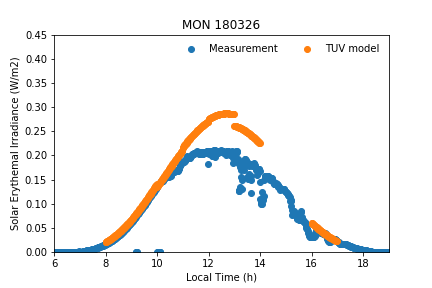 MON 180326
Measurement
TUV model
Solar Erythemal Irradiance (W/m2)
0.45
0.40
0.35
0.30
0.25
0.20
0.15
0.10
0.05
0.00
6 8 10 12 14 16 18
Local Time (h)